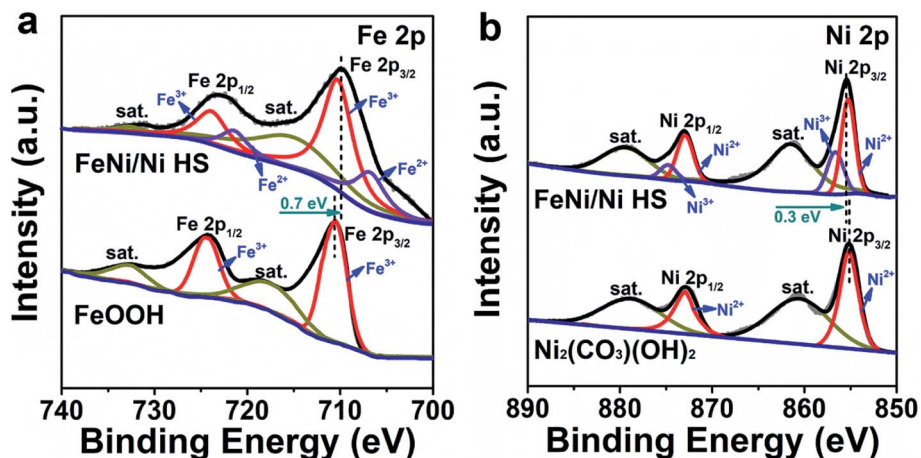 a
Fe 2p
Fe 2p3/2
Fe 2p1/2
sat.
Fe3+
sat.
Fe3+
Fe2+
Fe2+
FeNi/Ni HS
0.7 eV
Fe 2p1/2
Fe 2p3/2
sat.
Fe3+
sat.
Fe3+
FeOOH
740 730 720 710 700
Binding Energy (eV)
Intensity (a.u.)
b
Ni 2p
Ni 2p3/2
Ni 2p1/2
sat.
sat.
Ni3+
Ni2+
Ni2+
Ni3+
FeNi/Ni HS
0.3 eV
Ni 2p3/2
Ni 2p1/2
sat.
sat.
Ni2+
Ni2+
Ni2(CO3)(OH)2
890 880 870 860 850
Binding Energy (eV)
Intensity (a.u.)